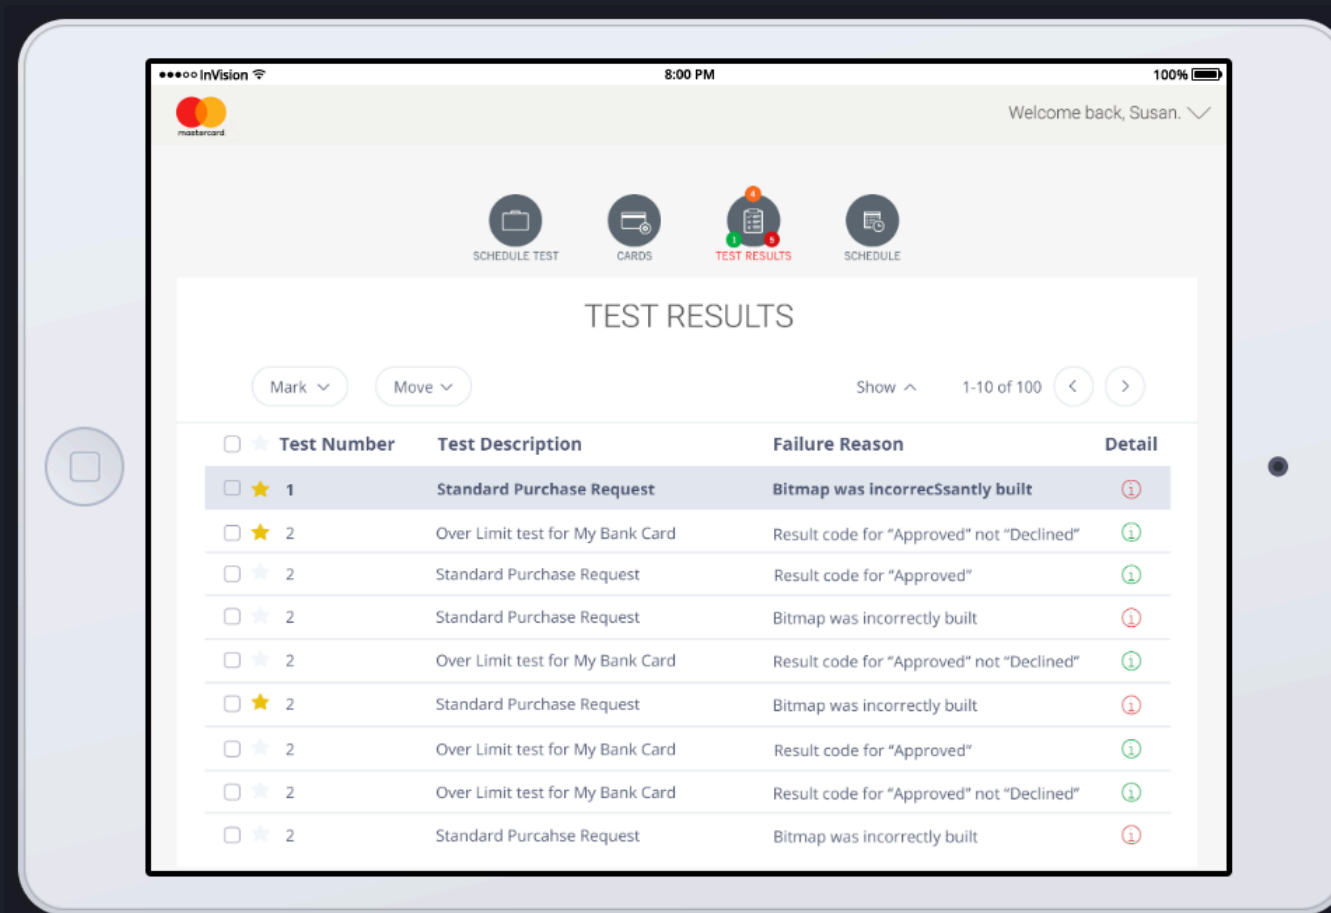 InVision 8:00 PM 100%
mastercard
Welcome back, Susan.
4
1 5
SCHEDULE TEST CARDS TEST RESULTS SCHEDULE
TEST RESULTS
Mark Move Show 1-10 of 100
Test Number Test Description Failure Reason Detail
1 Standard Purchase Request Bitmap was incorrecSsantly built i
2 Over Limit test for My Bank Card Result code for “Approved” not “Declined” i
2 Standard Purchase Request Result code for “Approved” i
2 Standard Purchase Request Bitmap was incorrectly built i
2 Over Limit test for My Bank Card Result code for “Approved” not “Declined” i
2 Standard Purchase Request Bitmap was incorrectly built i
2 Over Limit test for My Bank Card Result code for “Approved” i
2 Over Limit test for My Bank Card Result code for “Approved” not “Declined” i
2 Standard Purcahse Request Bitmap was incorrectly built i